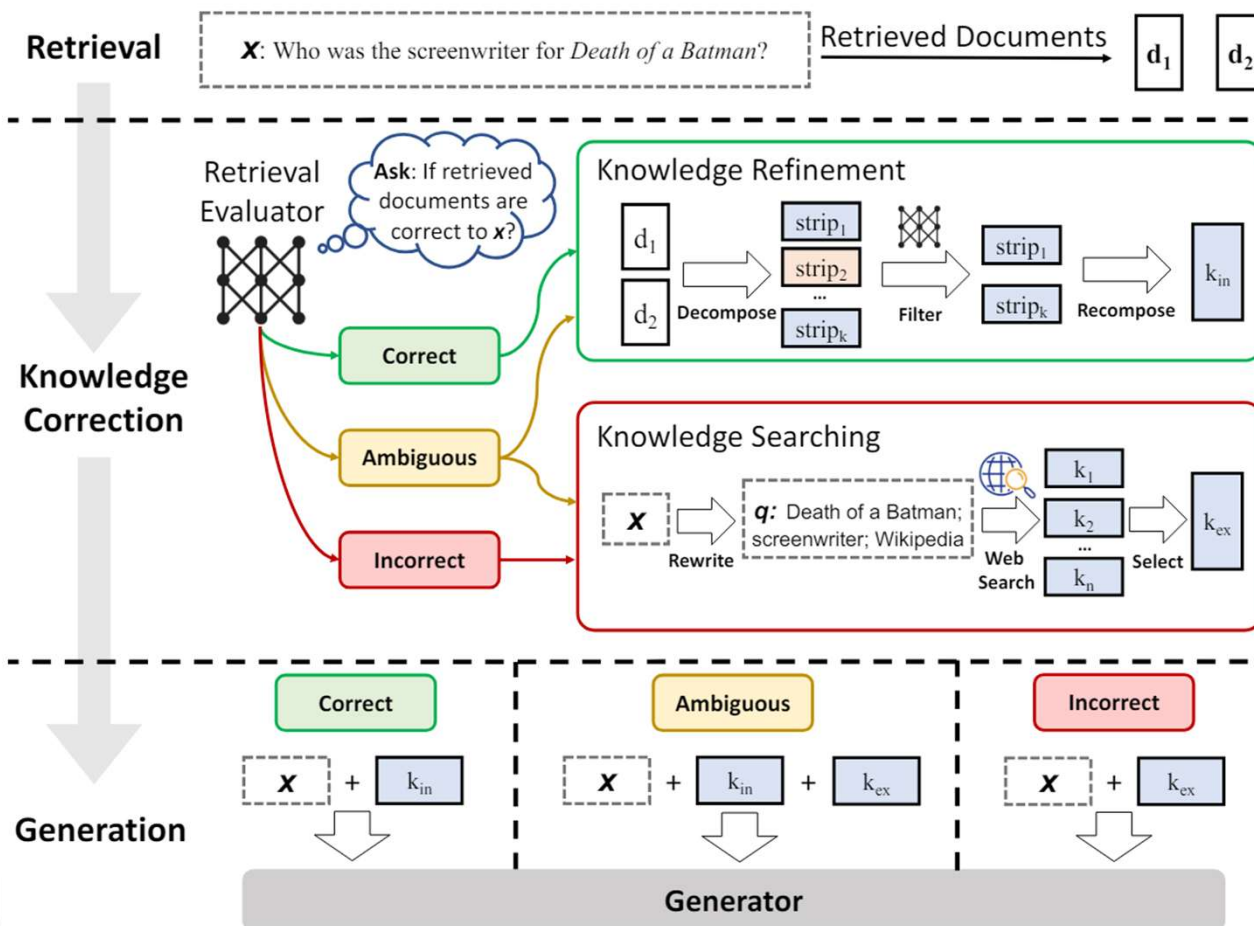 Retrieval
x: Who was the screenwriter for Death of a Batman?
Retrieved Documents
d1
d2
Retrieval
Evaluator
Ask: If retrieved
documents are
correct to x?
Knowledge
Correction
Correct
Ambiguous
Incorrect
Knowledge Refinement
d1
d2
Decompose
strip1
strip2
...
stripk
Filter
strip1
stripk
Recompose
kin
Knowledge Searching
x
Rewrite
q: Death of a Batman;
screenwriter; Wikipedia
Web
Search
k1
k2
...
kn
Select
kex
Generation
Correct
x + kin
Ambiguous
x + kin + kex
Incorrect
x + kex
Generator